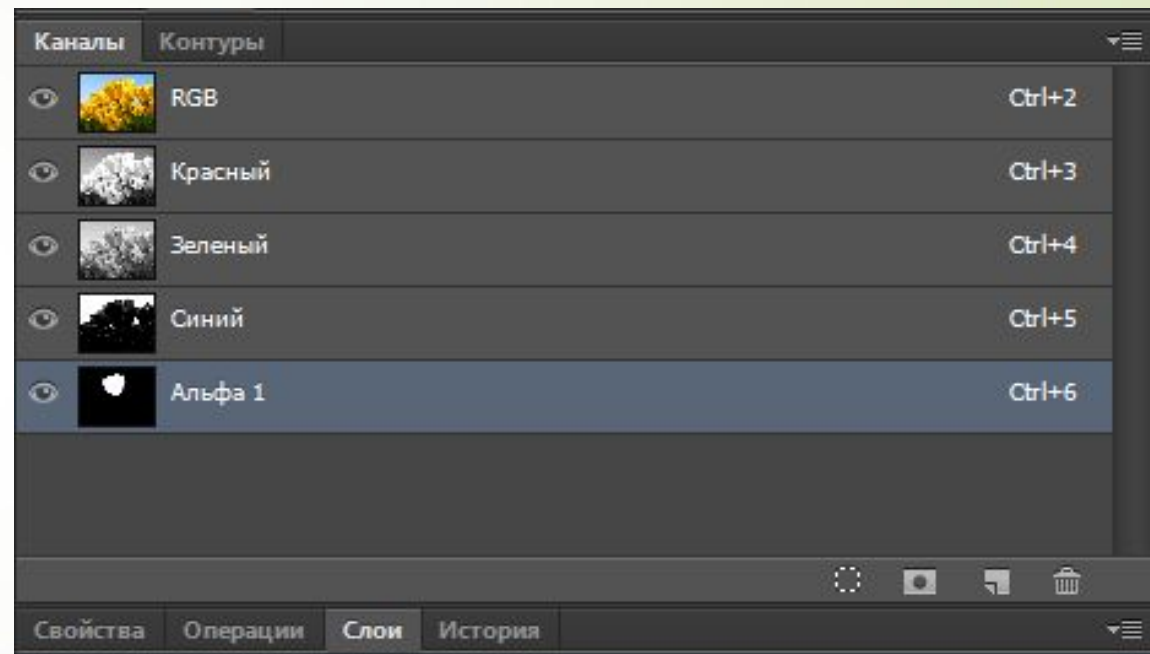 Каналы Контуры
RGB Ctrl+2
Красный Ctrl+3
Зеленый Ctrl+4
Синий Ctrl+5
Альфа 1 Ctrl+6
Свойства Операции Слои История